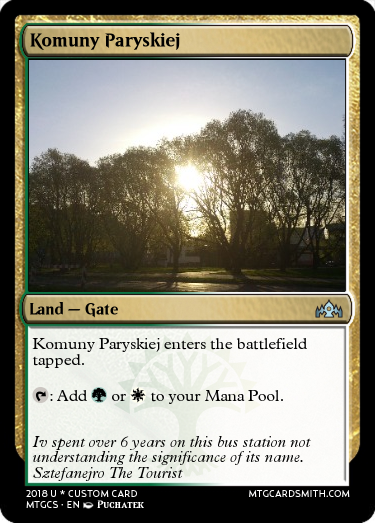 Komuny Paryskiej
Land — Gate
Komuny Paryskiej enters the battlefield
tapped.
: Add or to your Mana Pool.
Iv spent over 6 years on this bus station not
understanding the significance of its name.
Sztefanejro The Tourist
2018 U * CUSTOM CARD
MTGCARDSMITH.COM
MTGCS • EN Puchatek